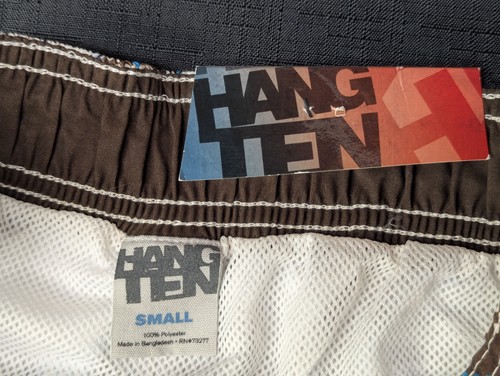 HANG
TEN
HANG
TEN
SMALL
100% Polyester
Made in Bangladesh • RN#73277